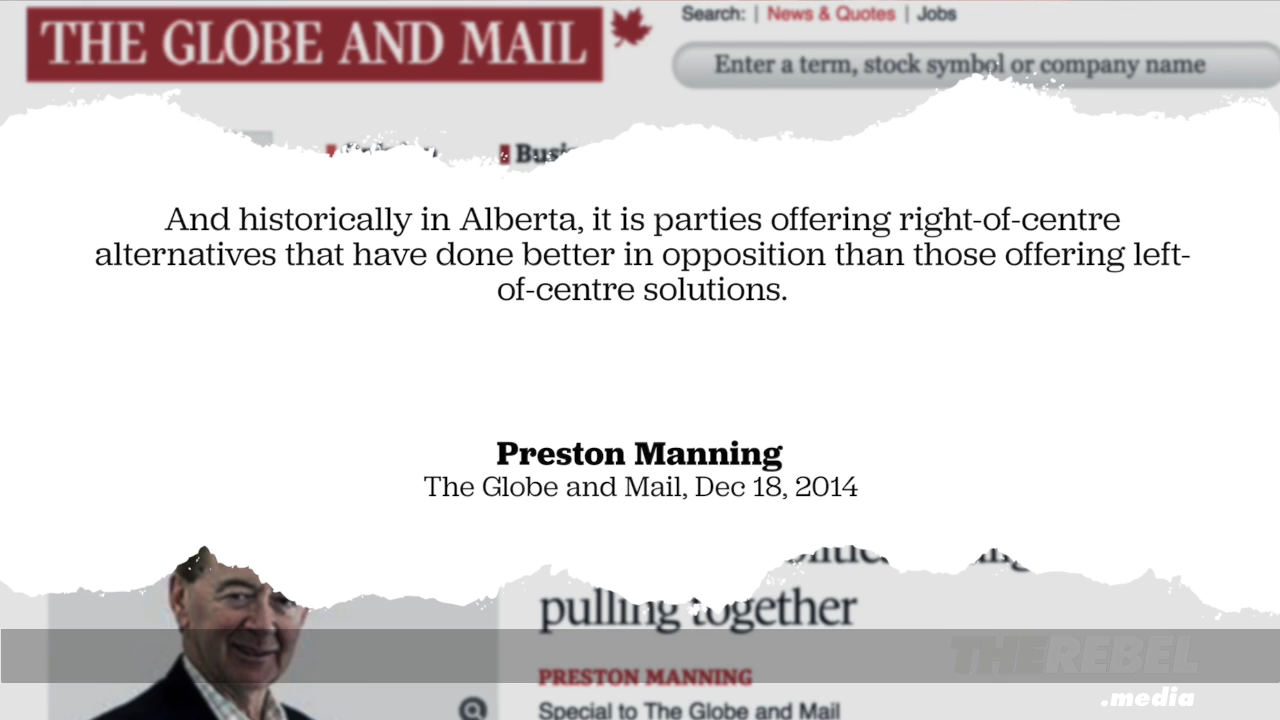 THE GLOBE AND MAIL
Search: | News & Quotes | Jobs
Enter a term, stock symbol or company name
And historically in Alberta, it is parties offering right-of-centre
alternatives that have done better in opposition than those offering left-
of-centre solutions.
Preston Manning
The Globe and Mail, Dec 18, 2014
pulling together
PRESTON MANNING
Special to The Globe and Mail
THEREBEL
.media